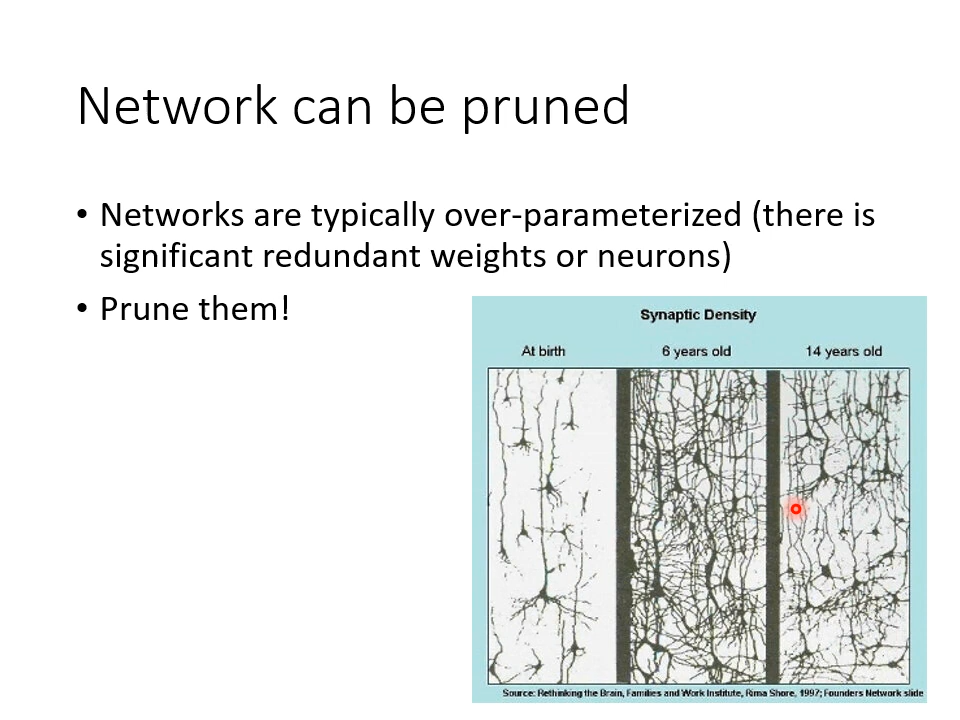 Network can be pruned
• Networks are typically over-parameterized (there is
significant redundant weights or neurons)
• Prune them!
Synaptic Density
At birth 6 years old 14 years old
Source: Rethinking the Brain, Families and Work Institute, Rima Shore, 1997; Founders Network slide